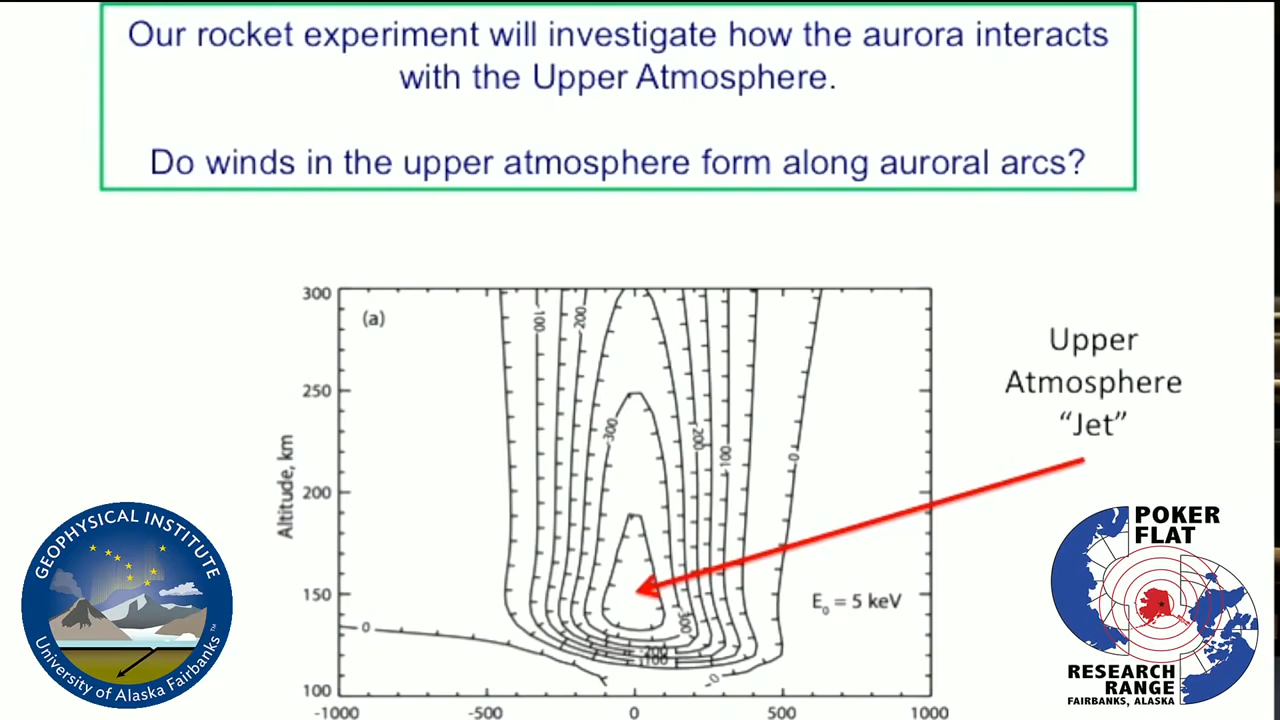 Our rocket experiment will investigate how the aurora interacts
with the Upper Atmosphere.
Do winds in the upper atmosphere form along auroral arcs?
300
250
200
150
100
Altitude, km
(a)
-100
200
300
200
100
0
300
-200
-100
0
0
E₀ = 5 keV
-1000
-500
0
500
1000
Upper
Atmosphere
“Jet”
GEOPHYSICAL INSTITUTE
University of Alaska Fairbanks ™
POKER
FLAT
RESEARCH
RANGE
FAIRBANKS, ALASKA